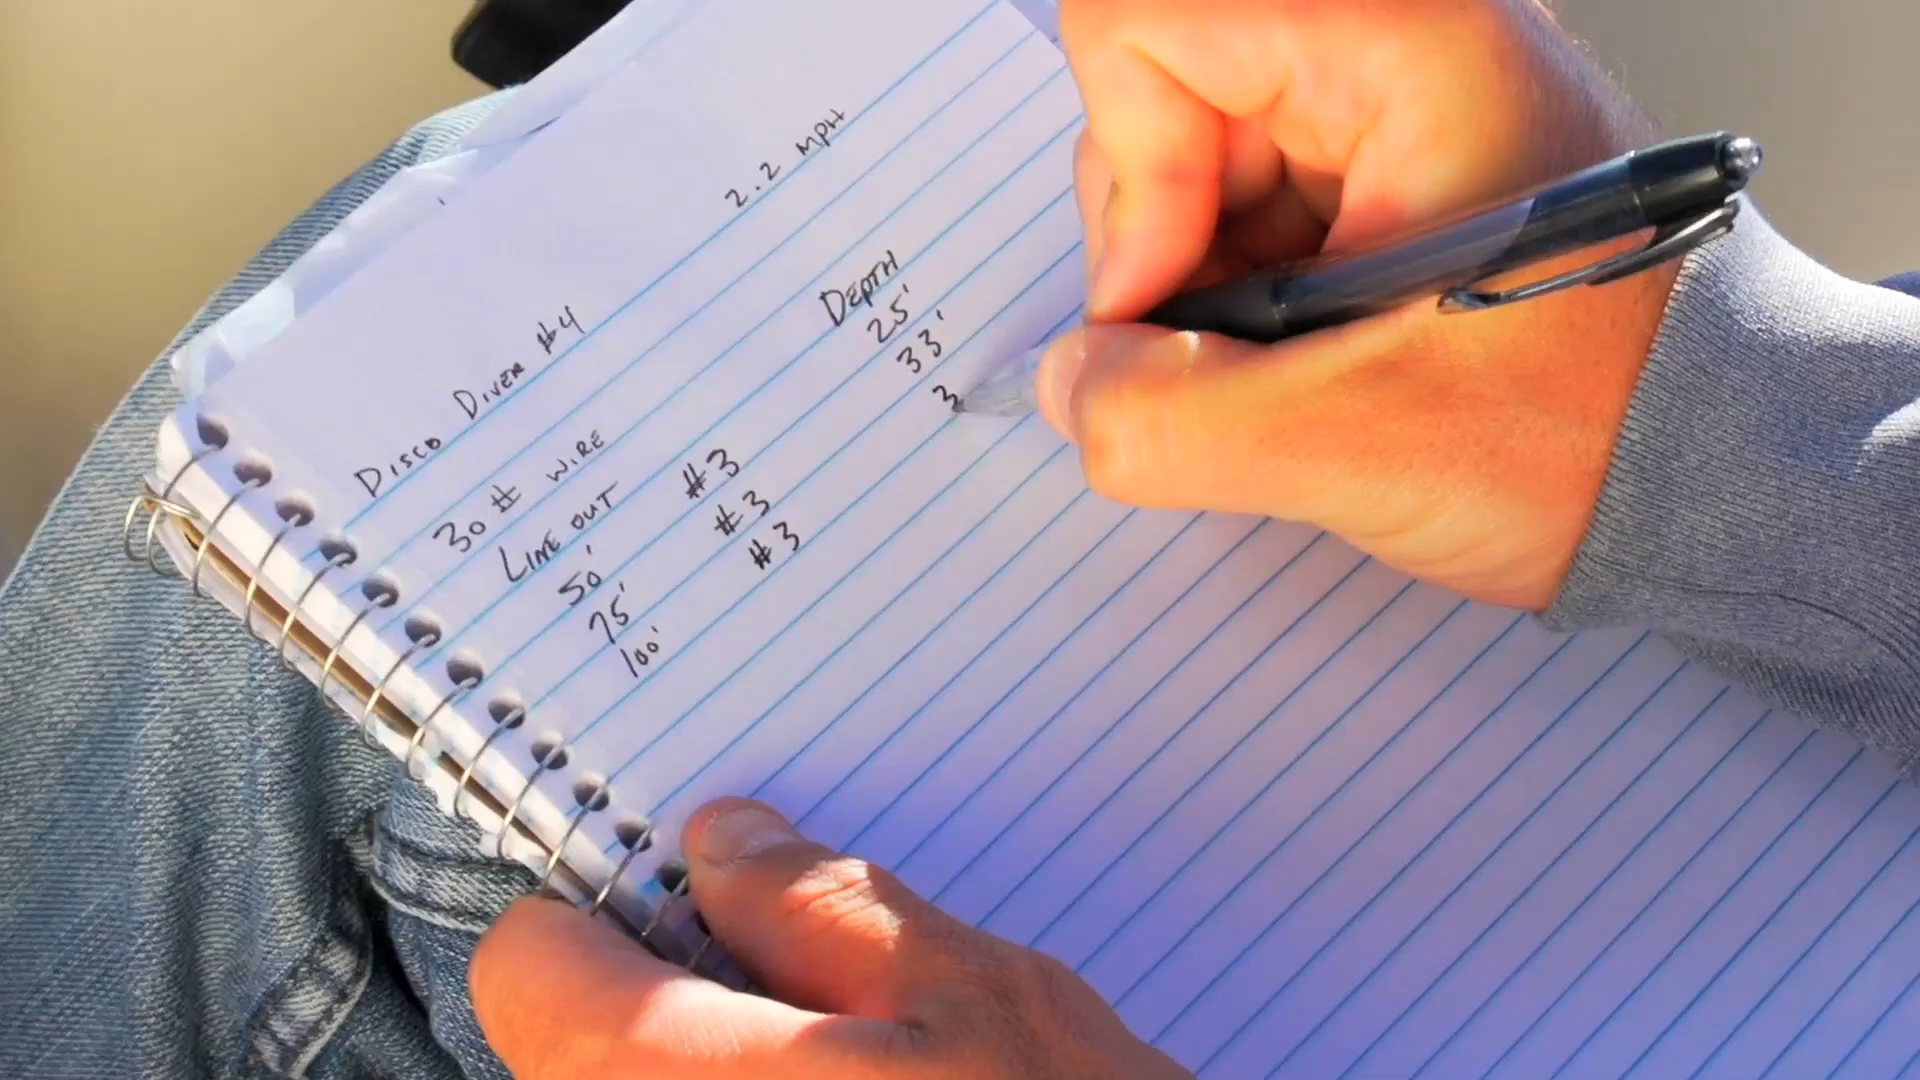 Disco Diver #4 2.2 MPH
30# WIRE
LINE OUT DEPTH
50' #3 25'
75' #3 33'
100' #3 3